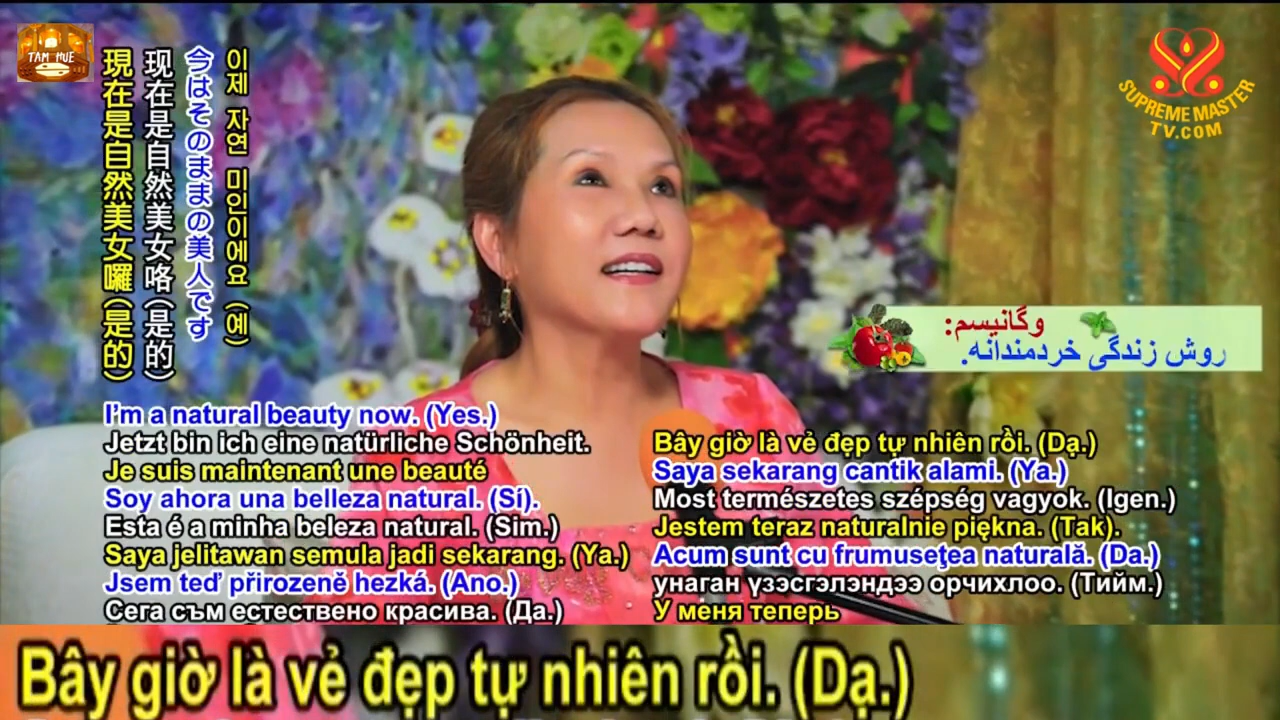 TAM HUE
現在是自然美女囉(是的)
现在是自然美女咯(是的)
今はそのままの美人です
이제 자연 미인이에요 (예)
SUPREME MASTER
TV.COM
وگانیسم:
روش زندگی خردمندانه.
I'm a natural beauty now. (Yes.)
Jetzt bin ich eine natürliche Schönheit.
Je suis maintenant une beauté
Soy ahora una belleza natural. (Sí).
Esta é a minha beleza natural. (Sim.)
Saya jelitawan semula jadi sekarang. (Ya.)
Jsem teď přirozeně hezká. (Ano.)
Сега съм естествено красива. (Да.)
Bây giờ là vẻ đẹp tự nhiên rồi. (Dạ.)
Saya sekarang cantik alami. (Ya.)
Most természetes szépség vagyok. (Igen.)
Jestem teraz naturalnie piękna. (Tak).
Acum sunt cu frumuseţea naturală. (Da.)
унаган үзэсгэлэндээ орчихлоо. (Тийм.)
У меня теперь
Bây giờ là vẻ đẹp tự nhiên rồi. (Dạ.)